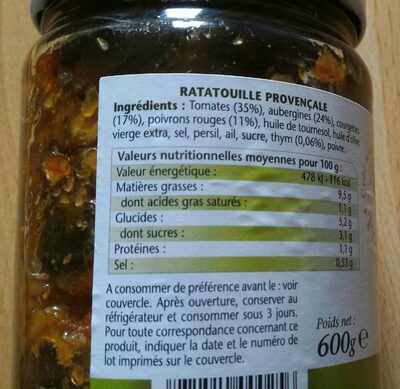 RATATOUILLE PROVENÇALE
Ingrédients : Tomates (35%), aubergines (24%), courgettes
(17%), poivrons rouges (11%), huile de tournesol, huile d'olive
vierge extra, sel, persil, ail, sucre, thym (0,06%), poivre.
Valeurs nutritionnelles moyennes pour 100 g :
Valeur énergétique : 478 kJ - 116 kcal
Matières grasses : 9,5 g
dont acides gras saturés : 1,1 g
Glucides : 5,2 g
dont sucres : 3,1 g
Protéines : 1,1 g
Sel : 0,53 g
A consommer de préférence avant le : voir
couvercle. Après ouverture, conserver au
réfrigérateur et consommer sous 3 jours.
Pour toute correspondance concernant ce
produit, indiquer la date et le numéro de
lot imprimés sur le couvercle.
Poids net :
600g e